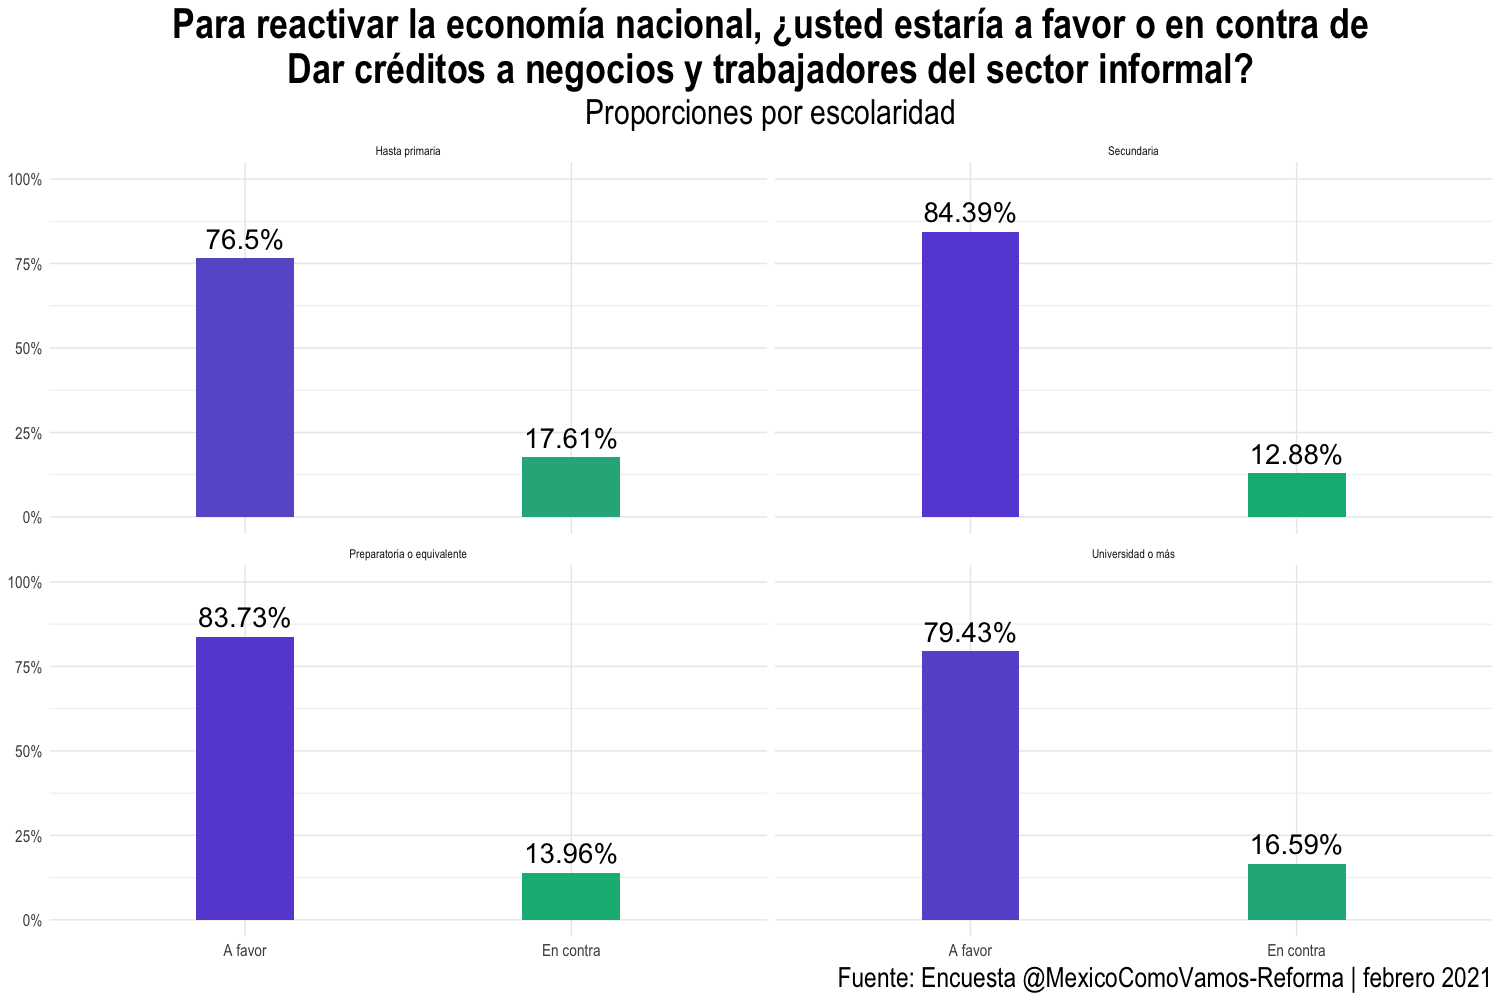 Para reactivar la economía nacional, ¿usted estaría a favor o en contra de
Dar créditos a negocios y trabajadores del sector informal?
Proporciones por escolaridad
Hasta primaria
100%
75%
50%
25%
0%
76.5%
17.61%
Secundaria
84.39%
12.88%
Preparatoria o equivalente
100%
75%
50%
25%
0%
83.73%
13.96%
A favor
En contra
Universidad o más
79.43%
16.59%
A favor
En contra
Fuente: Encuesta @MexicoComoVamos-Reforma | febrero 2021